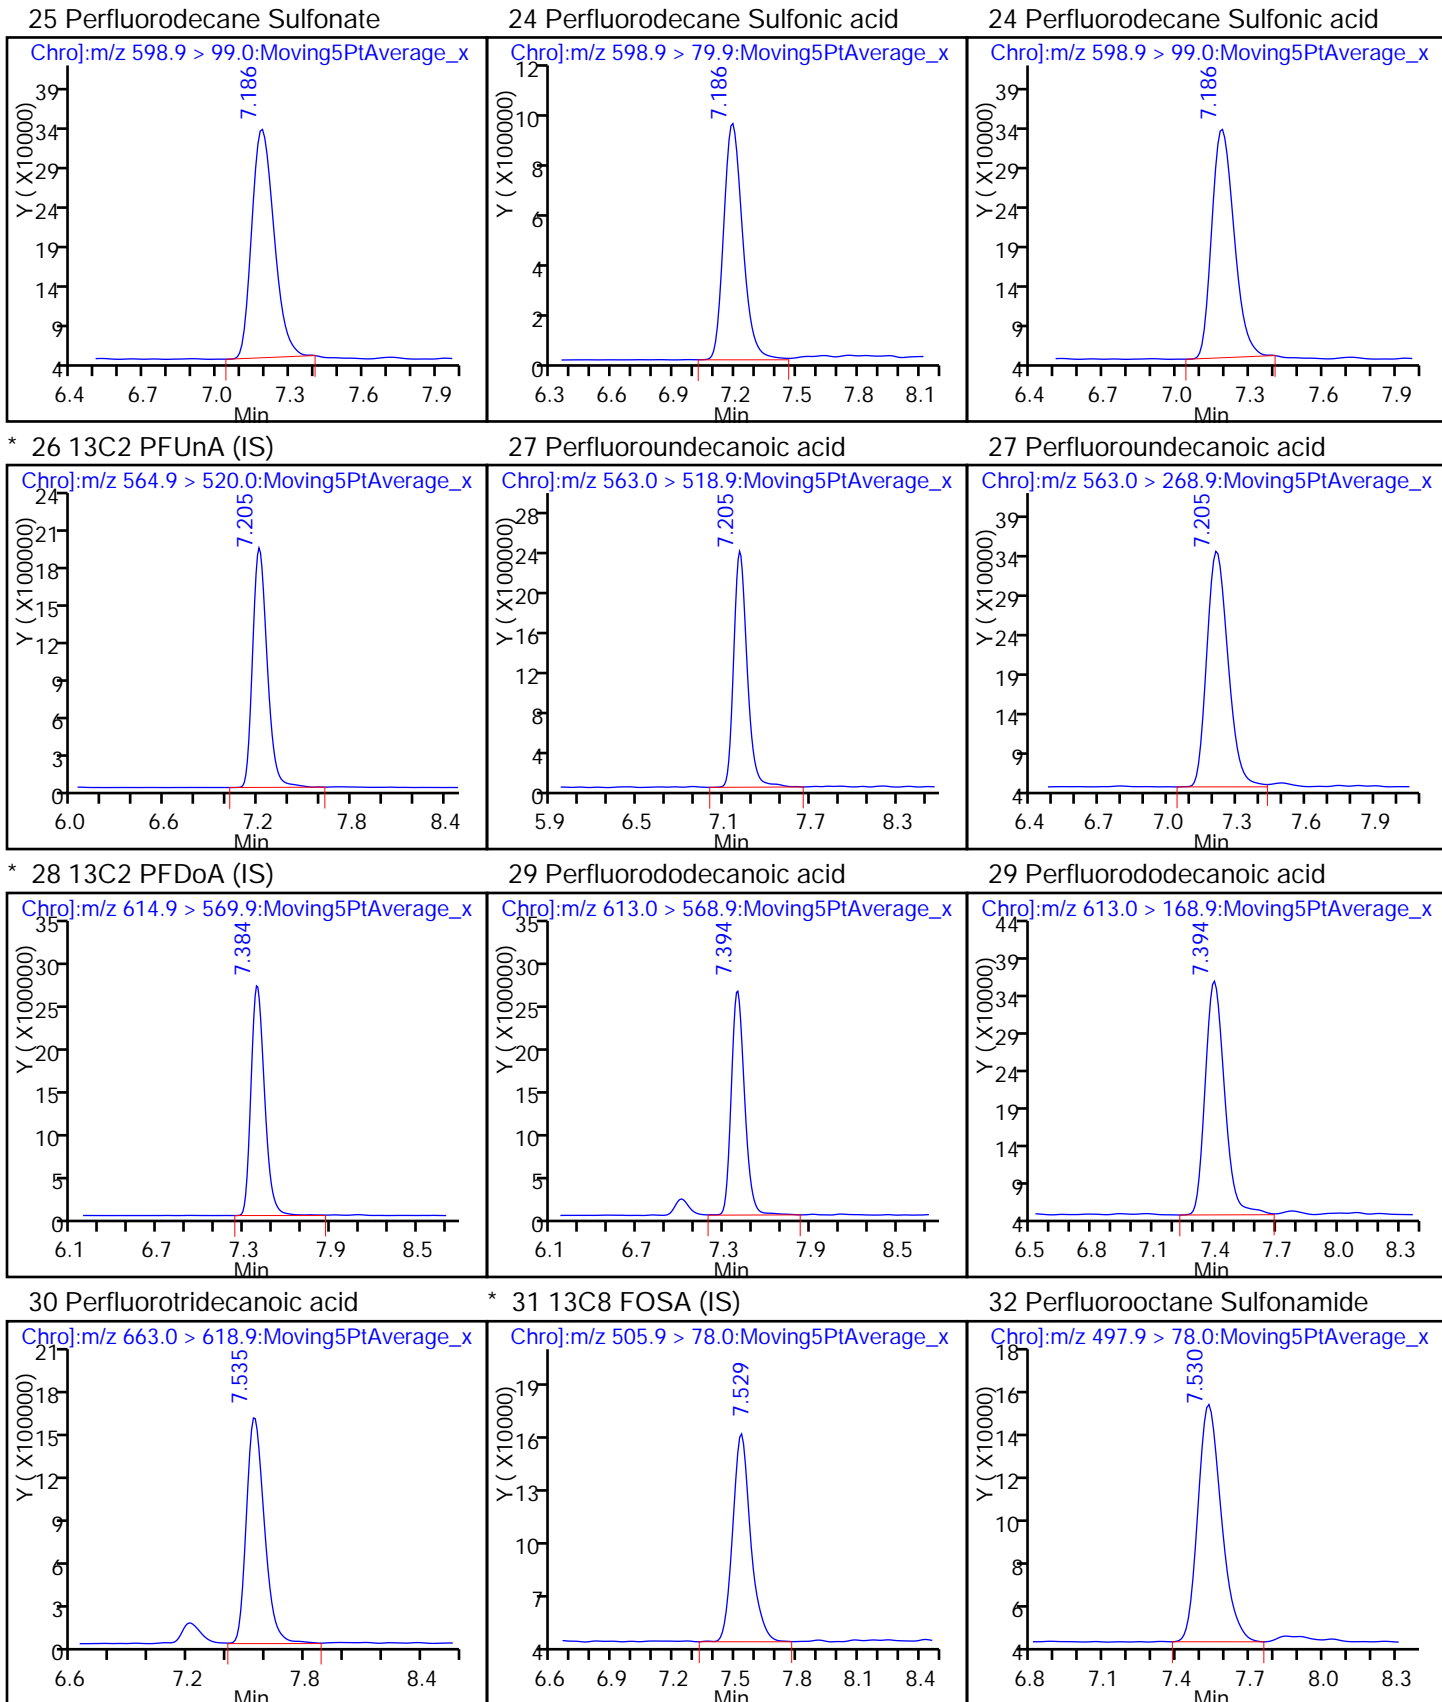 25 Perfluorodecane Sulfonate
24 Perfluorodecane Sulfonic acid
24 Perfluorodecane Sulfonic acid
Chro]:m/z 598.9 > 99.0:Moving5PtAverage_x
Y ( X10000)
39
34
29
24
19
14
9
4
7.186
6.4 6.7 7.0 7.3 7.6 7.9
Min
Chro]:m/z 598.9 > 79.9:Moving5PtAverage_x
Y ( X100000)
12
10
8
6
4
2
0
7.186
6.3 6.6 6.9 7.2 7.5 7.8 8.1
Min
Chro]:m/z 598.9 > 99.0:Moving5PtAverage_x
Y ( X10000)
39
34
29
24
19
14
9
4
7.186
6.4 6.7 7.0 7.3 7.6 7.9
Min
* 26 13C2 PFUnA (IS)
27 Perfluoroundecanoic acid
27 Perfluoroundecanoic acid
Chro]:m/z 564.9 > 520.0:Moving5PtAverage_x
Y ( X100000)
24
21
18
15
12
9
6
3
0
7.205
6.0 6.6 7.2 7.8 8.4
Min
Chro]:m/z 563.0 > 518.9:Moving5PtAverage_x
Y ( X100000)
28
24
20
16
12
8
4
0
7.205
5.9 6.5 7.1 7.7 8.3
Min
Chro]:m/z 563.0 > 268.9:Moving5PtAverage_x
Y ( X10000)
39
34
29
24
19
14
9
4
7.205
6.4 6.7 7.0 7.3 7.6 7.9
Min
* 28 13C2 PFDoA (IS)
29 Perfluorododecanoic acid
29 Perfluorododecanoic acid
Chro]:m/z 614.9 > 569.9:Moving5PtAverage_x
Y ( X100000)
35
30
25
20
15
10
5
0
7.384
6.1 6.7 7.3 7.9 8.5
Min
Chro]:m/z 613.0 > 568.9:Moving5PtAverage_x
Y ( X100000)
35
30
25
20
15
10
5
0
7.394
6.1 6.7 7.3 7.9 8.5
Min
Chro]:m/z 613.0 > 168.9:Moving5PtAverage_x
Y ( X10000)
44
39
34
29
24
19
14
9
4
7.394
6.5 6.8 7.1 7.4 7.7 8.0 8.3
Min
30 Perfluorotridecanoic acid
* 31 13C8 FOSA (IS)
32 Perfluorooctane Sulfonamide
Chro]:m/z 663.0 > 618.9:Moving5PtAverage_x
Y ( X100000)
21
18
15
12
9
6
3
0
7.535
6.6 7.2 7.8 8.4
Min
Chro]:m/z 505.9 > 78.0:Moving5PtAverage_x
Y ( X10000)
19
16
13
10
7
4
7.529
6.6 6.9 7.2 7.5 7.8 8.1 8.4
Min
Chro]:m/z 497.9 > 78.0:Moving5PtAverage_x
Y ( X10000)
18
16
14
12
10
8
6
4
7.530
6.8 7.1 7.4 7.7 8.0 8.3
Min